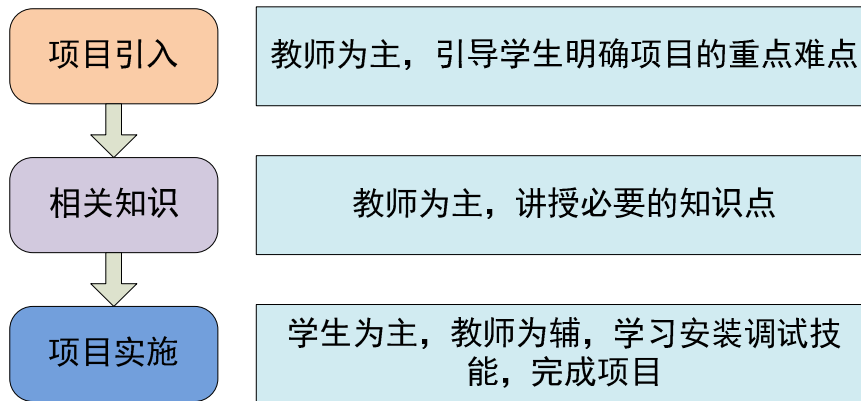 项目引入
教师为主，引导学生明确项目的重点难点
相关知识
教师为主，讲授必要的知识点
项目实施
学生为主，教师为辅，学习安装调试技
能，完成项目